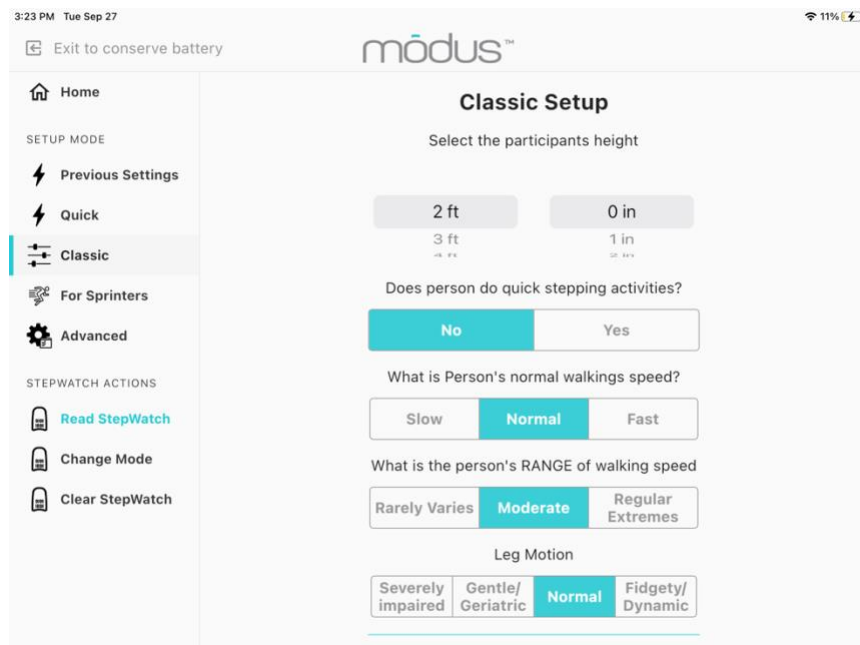 3:23 PM Tue Sep 27
11%
Exit to conserve battery
mōdus™
Home
SETUP MODE
Previous Settings
Quick
Classic
For Sprinters
Advanced
STEPWATCH ACTIONS
Read StepWatch
Change Mode
Clear StepWatch
Classic Setup
Select the participants height
2 ft 0 in
3 ft 1 in
Does person do quick stepping activities?
No Yes
What is Person's normal walkings speed?
Slow Normal Fast
What is the person's RANGE of walking speed
Rarely Varies Moderate Regular Extremes
Leg Motion
Severely impaired Gentle/ Geriatric Normal Fidgety/ Dynamic